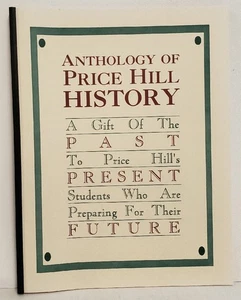 ANTHOLOGY OF
PRICE HILL
HISTORY
A Gift Of The
PAST
To Price Hill's
PRESENT
Students Who Are
Preparing For Their
FUTURE